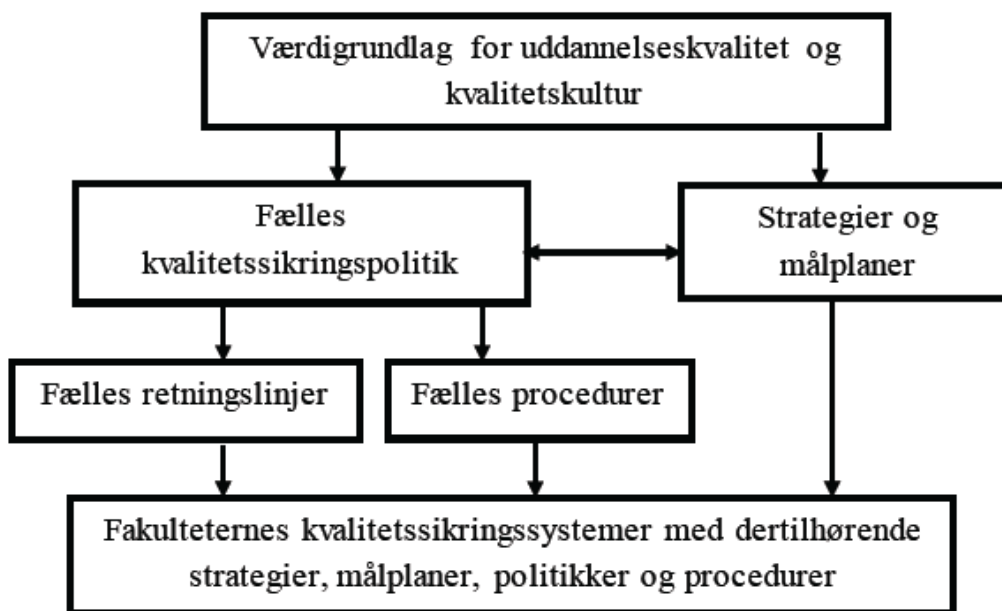 Værdigrundlag for uddannelseskvalitet og
kvalitetskultur
Fælles
kvalitetssikringspolitik
Strategier og
målplaner
Fælles retningslinjer
Fælles procedurer
Fakulteternes kvalitetssikringssystemer med dertilhørende
strategier, målplaner, politikker og procedurer